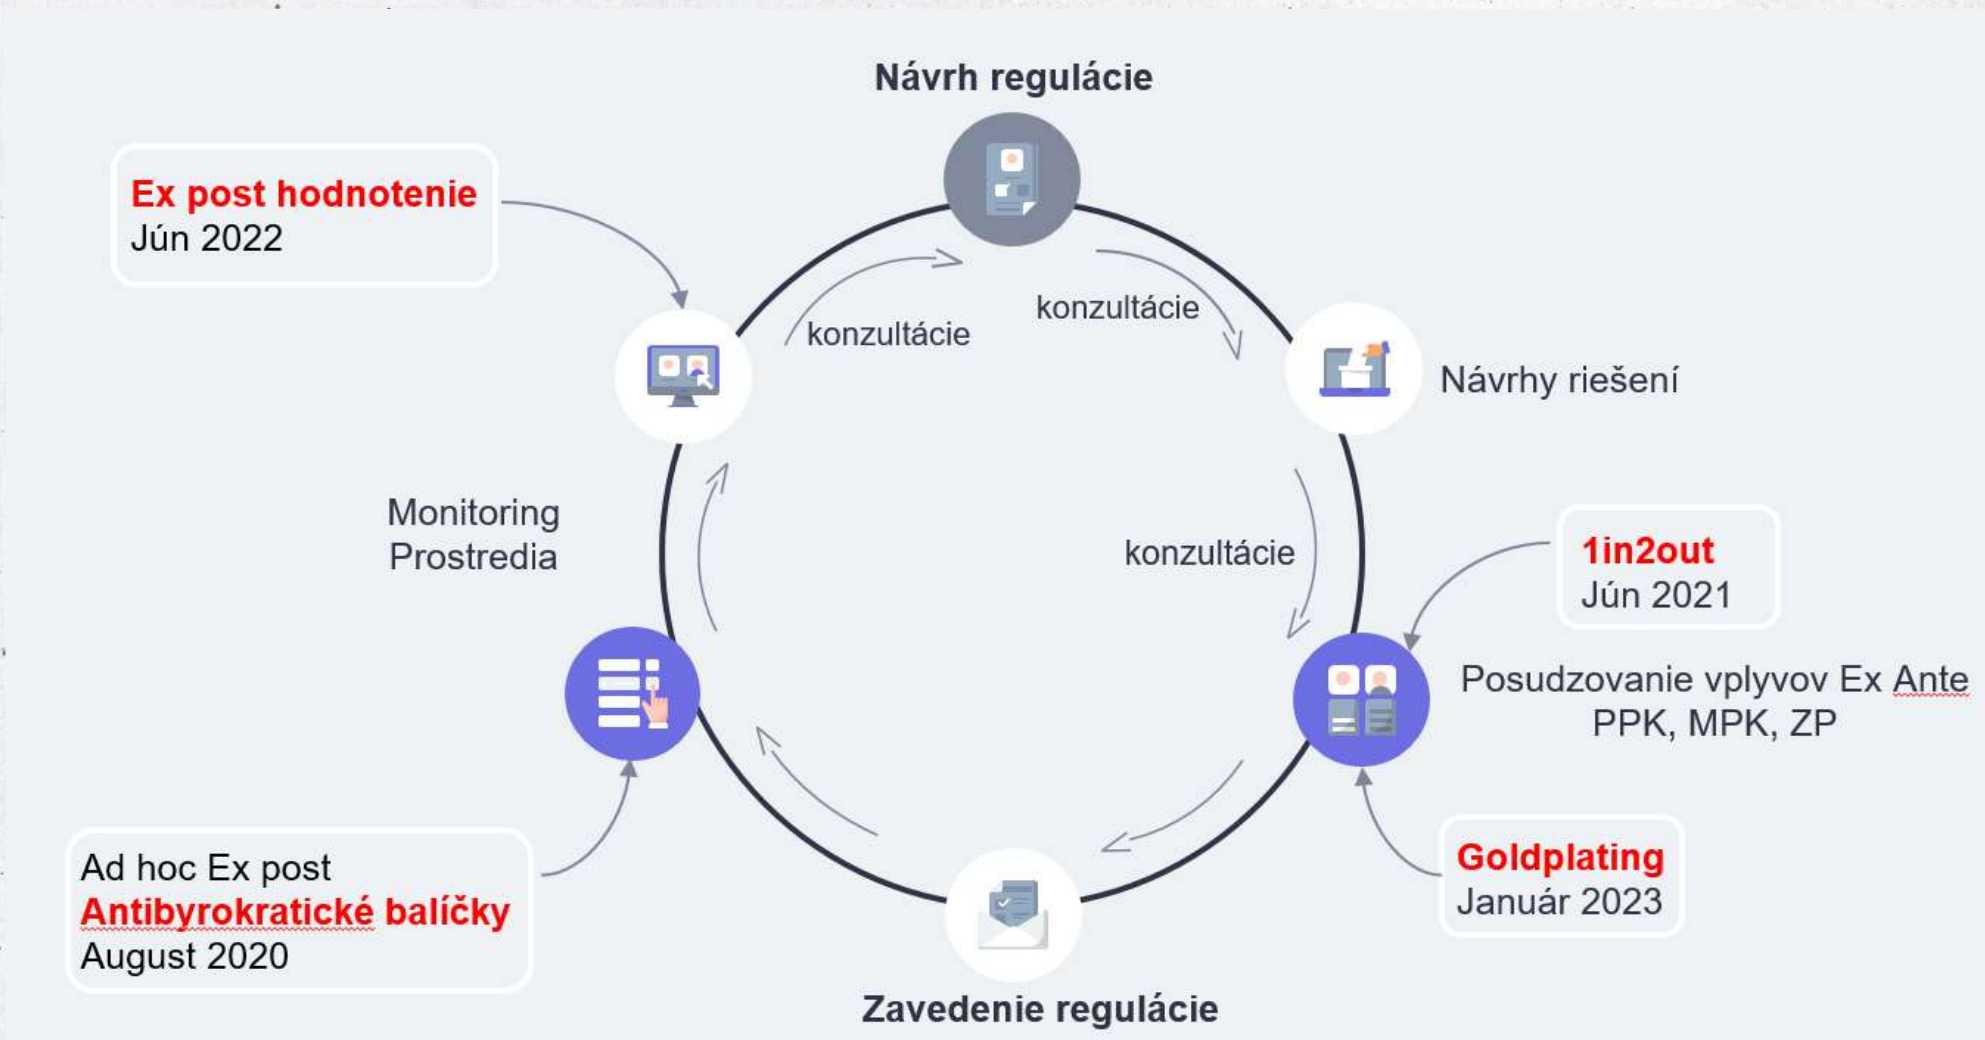 Návrh regulácie
Ex post hodnotenie
Jún 2022
konzultácie
konzultácie
Návrhy riešení
Monitoring
Prostredia
konzultácie
1in2out
Jún 2021
Posudzovanie vplyvov Ex Ante
PPK, MPK, ZP
Ad hoc Ex post
Antibyrokratické balíčky
August 2020
Goldplating
Január 2023
Zavedenie regulácie